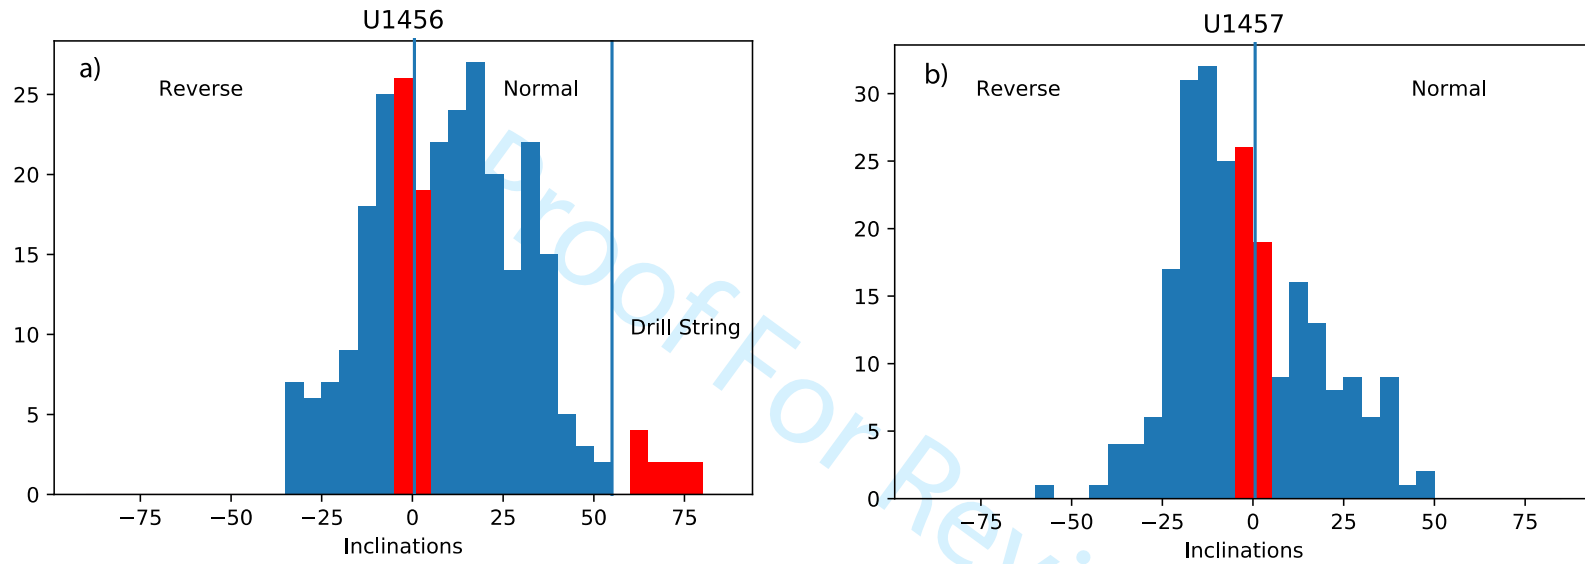 U1456
a)
Reverse
Normal
Drill String
25
20
15
10
5
0
−75 −50 −25 0 25 50 75
Inclinations
U1457
b)
Reverse
Normal
30
25
20
15
10
5
0
−75 −50 −25 0 25 50 75
Inclinations
Proof For Revi